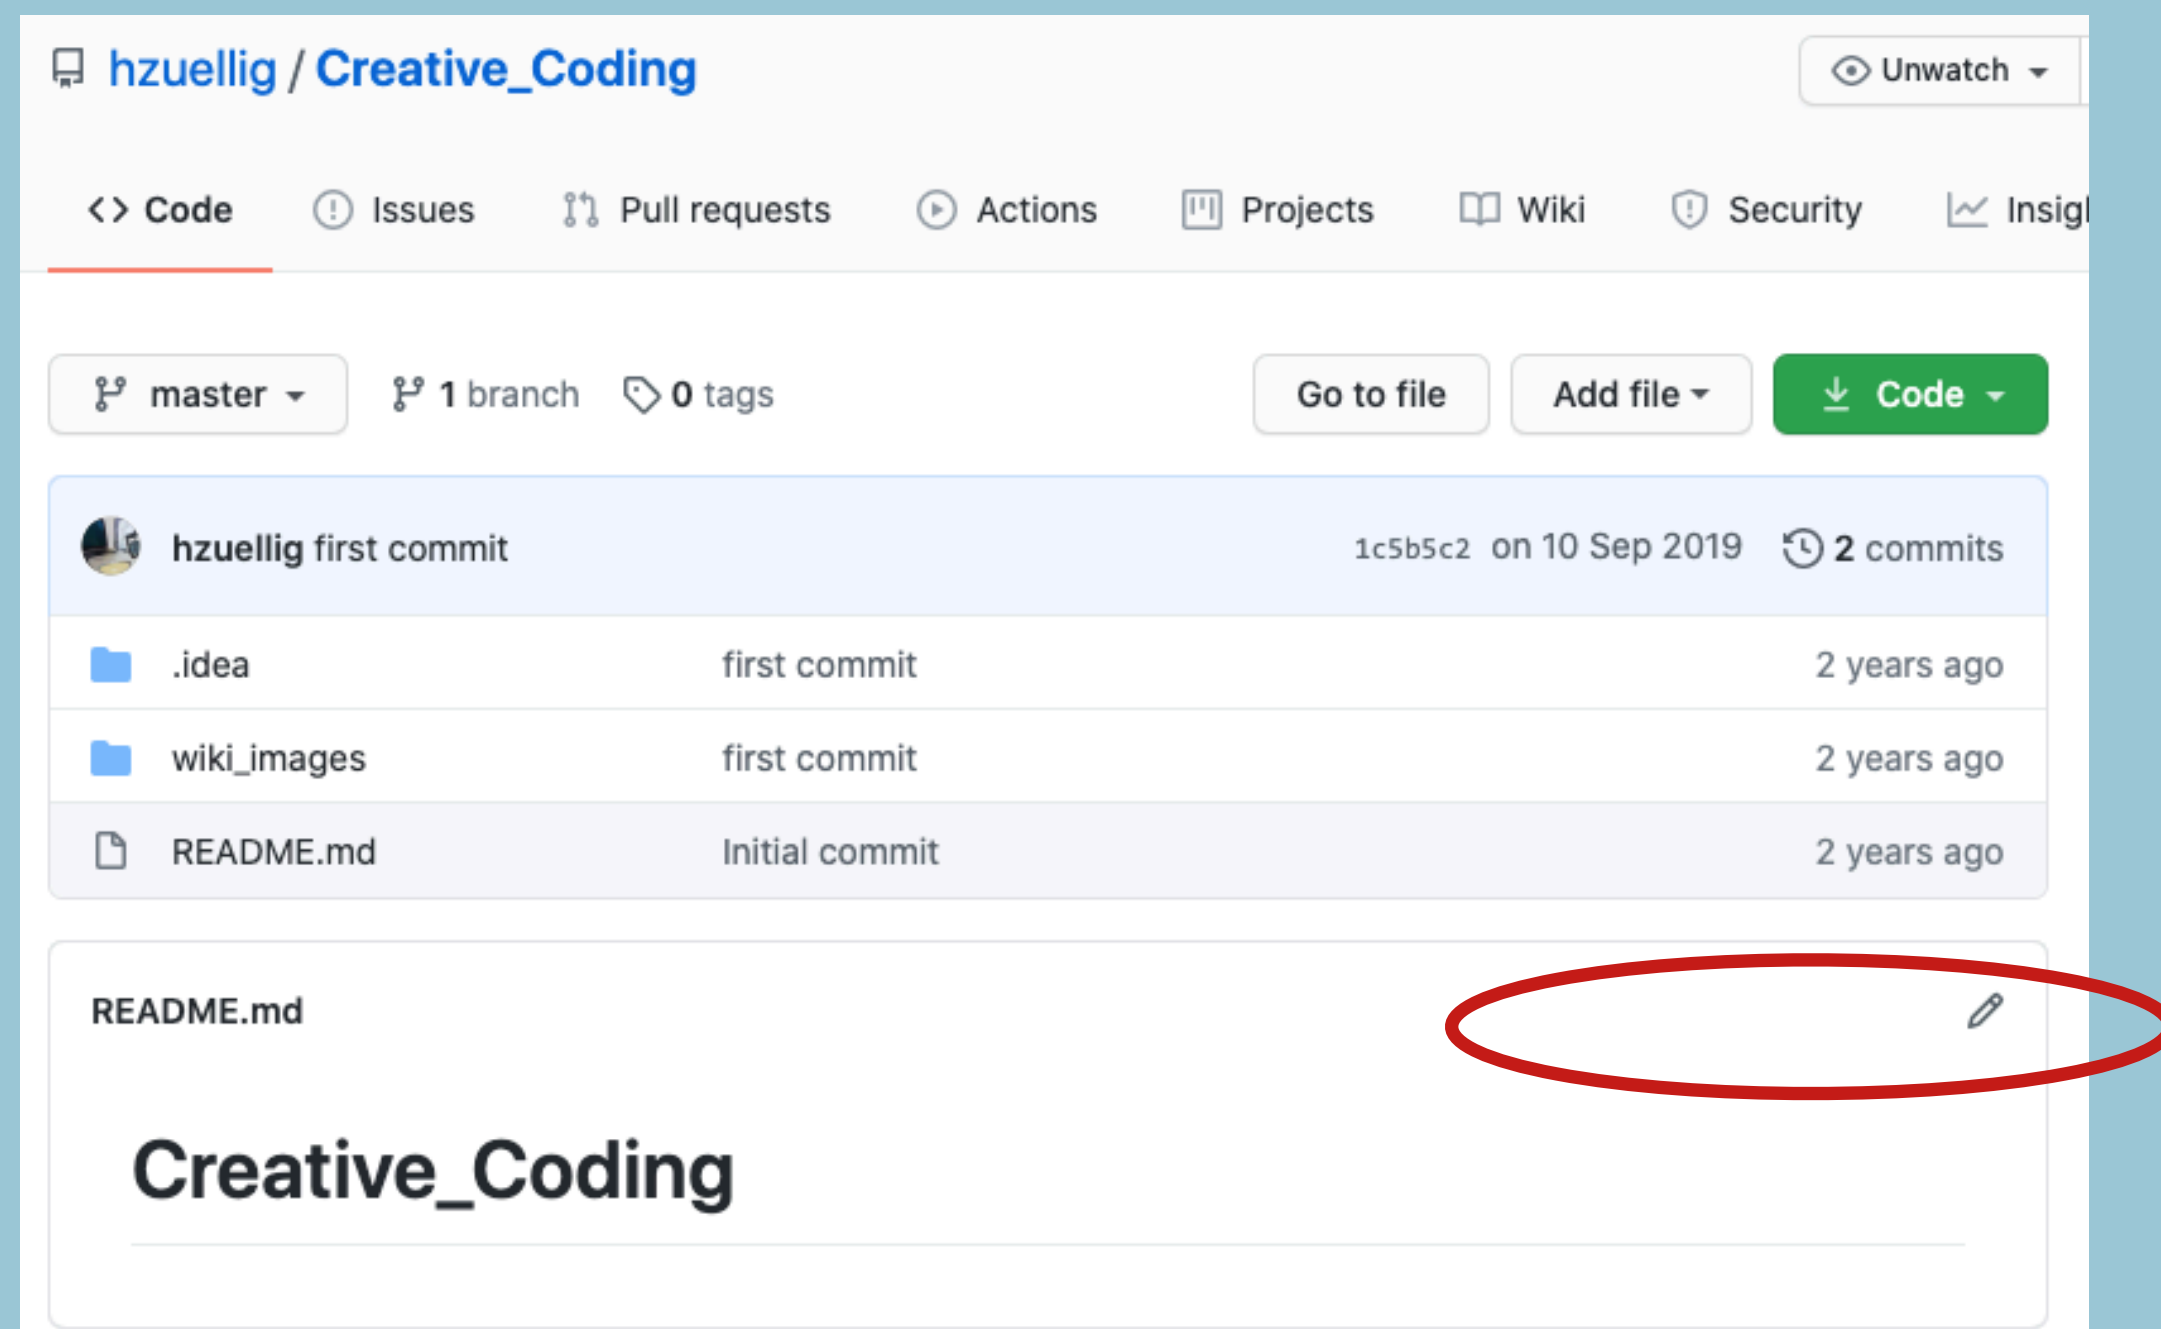 hzuellig / Creative_Coding
Unwatch
Code Issues Pull requests Actions Projects Wiki Security Insig
master 1 branch 0 tags Go to file Add file Code
hzuellig first commit 1c5b5c2 on 10 Sep 2019 2 commits
.idea first commit 2 years ago
wiki_images first commit 2 years ago
README.md Initial commit 2 years ago
README.md
Creative_Coding